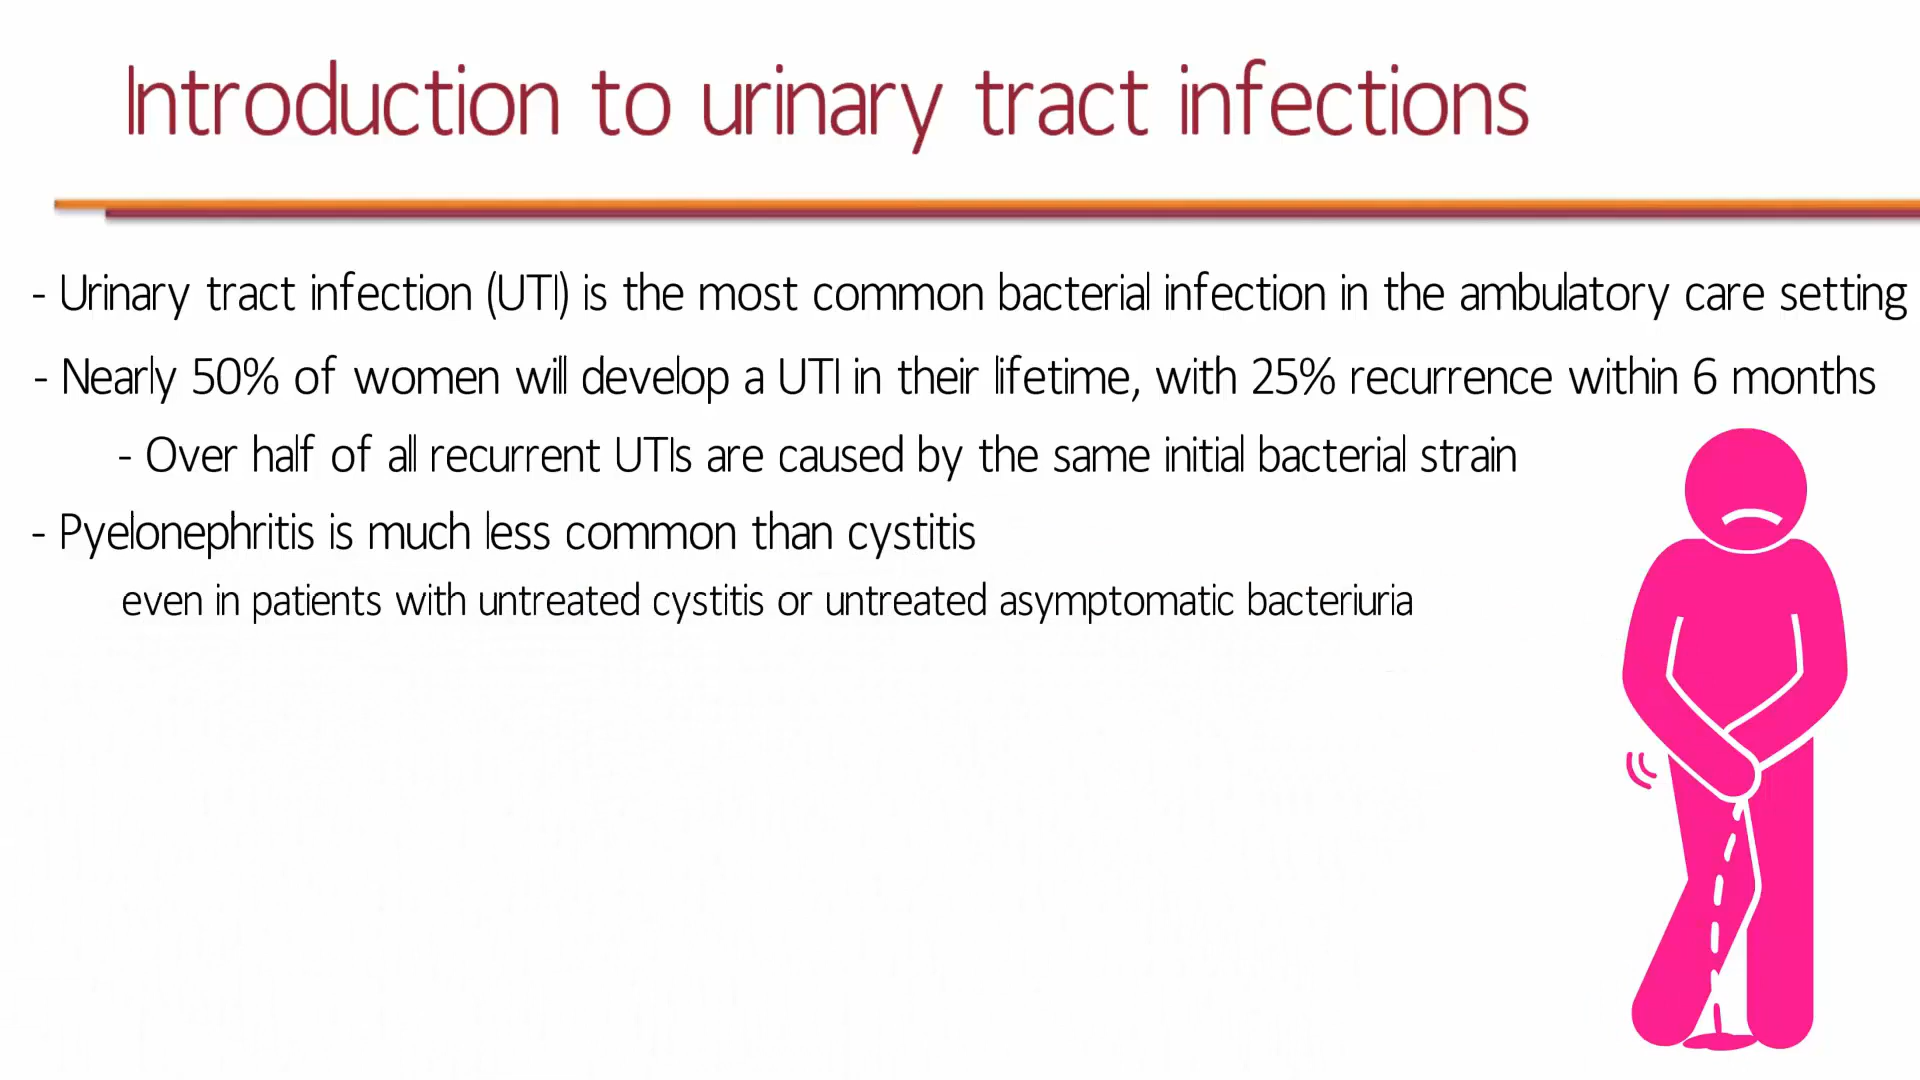 Introduction to urinary tract infections
- Urinary tract infection (UTI) is the most common bacterial infection in the ambulatory care setting
- Nearly 50% of women will develop a UTI in their lifetime, with 25% recurrence within 6 months
- Over half of all recurrent UTIs are caused by the same initial bacterial strain
- Pyelonephritis is much less common than cystitis
even in patients with untreated cystitis or untreated asymptomatic bacteriuria